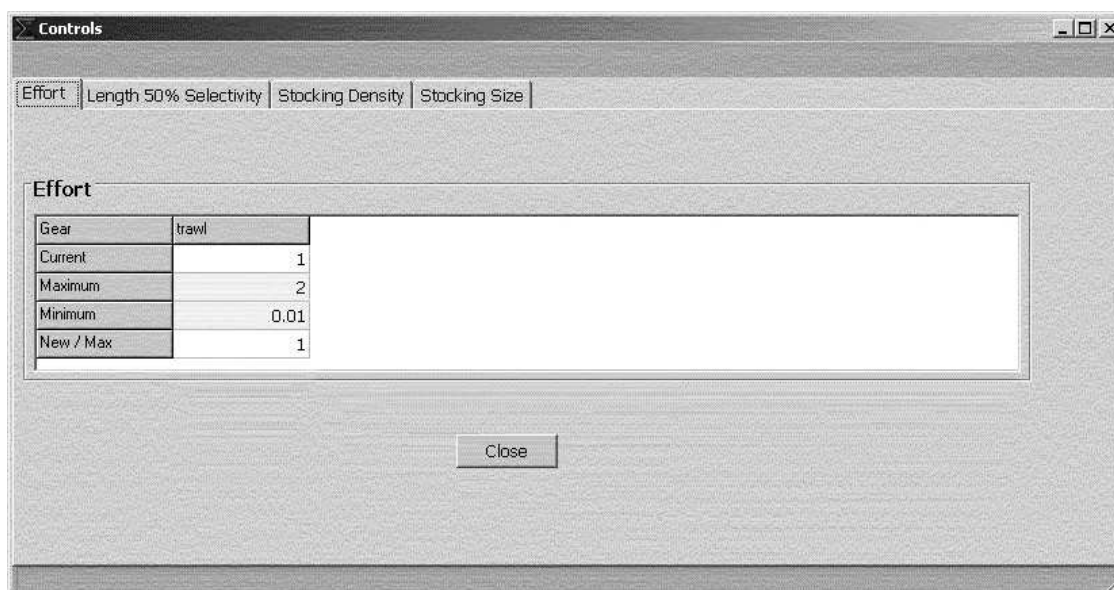 Controls
Effort Length 50% Selectivity Stocking Density Stocking Size
Effort
Gear trawl
Current 1
Maximum 2
Minimum 0.01
New / Max 1
Close